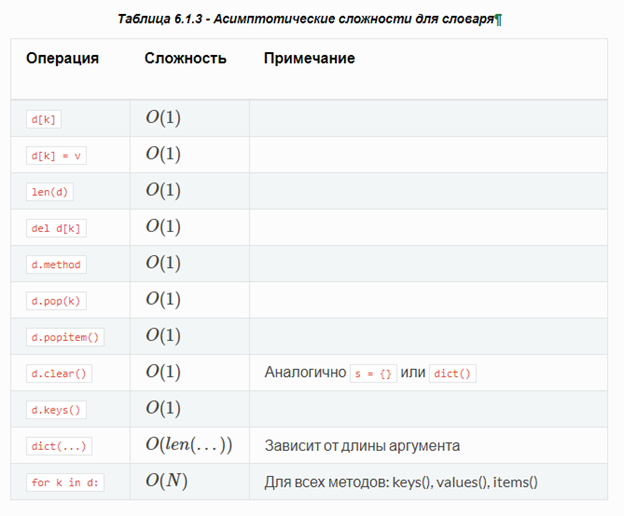 Таблица 6.1.3 - Асимптотические сложности для словаря¶
Операция Сложность Примечание
d[k] O(1)
d[k] = v O(1)
len(d) O(1)
del d[k] O(1)
d.method O(1)
d.pop(k) O(1)
d.popitem() O(1)
d.clear() O(1) Аналогично s = {} или dict()
d.keys() O(1)
dict(...) O(len(...)) Зависит от длины аргумента
for k in d: O(N) Для всех методов: keys(), values(), items()